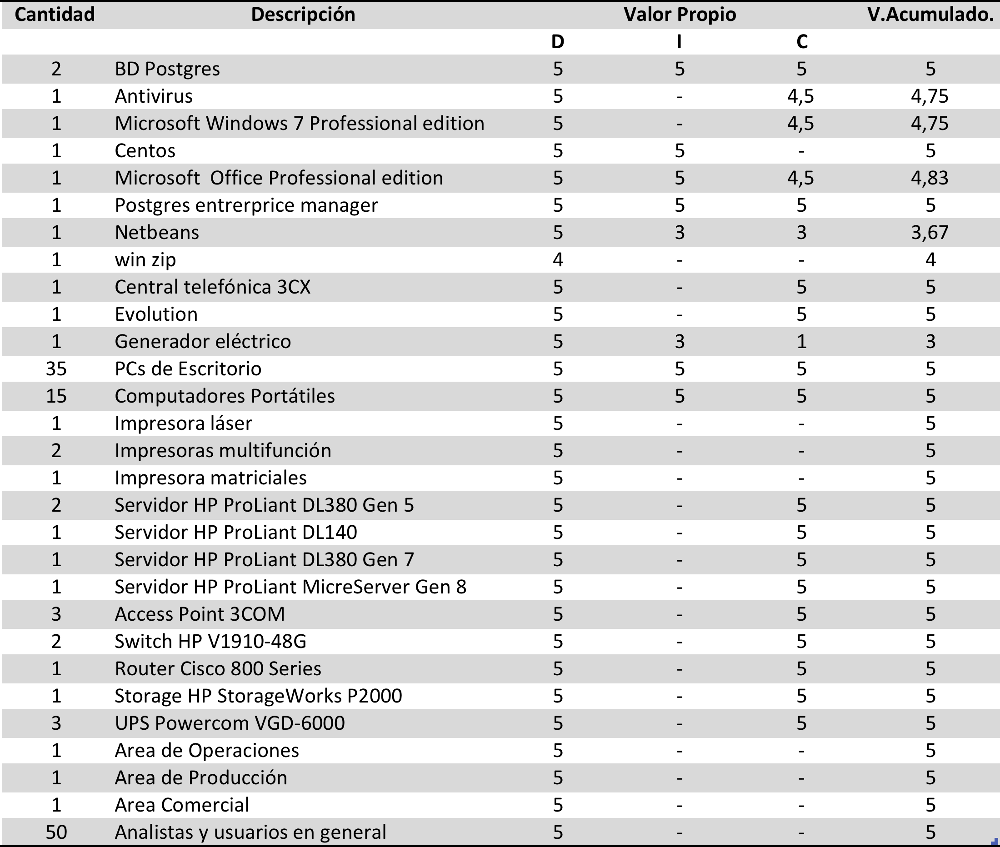 Cantidad Descripción Valor Propio V.Acumulado.
D I C
2 BD Postgres 5 5 5 5
1 Antivirus 5 - 4,5 4,75
1 Microsoft Windows 7 Professional edition 5 - 4,5 4,75
1 Centos 5 5 - 5
1 Microsoft  Office Professional edition 5 5 4,5 4,83
1 Postgres entrerprice manager 5 5 5 5
1 Netbeans 5 3 3 3,67
1 win zip 4 - - 4
1 Central telefónica 3CX 5 - 5 5
1 Evolution 5 - 5 5
1 Generador eléctrico 5 3 1 3
35 PCs de Escritorio 5 5 5 5
15 Computadores Portátiles 5 5 5 5
1 Impresora láser 5 - - 5
2 Impresoras multifunción 5 - - 5
1 Impresora matriciales 5 - - 5
2 Servidor HP ProLiant DL380 Gen 5 5 - 5 5
1 Servidor HP ProLiant DL140 5 - 5 5
1 Servidor HP ProLiant DL380 Gen 7 5 - 5 5
1 Servidor HP ProLiant MicreServer Gen 8 5 - 5 5
3 Access Point 3COM 5 - 5 5
2 Switch HP V1910-48G 5 - 5 5
1 Router Cisco 800 Series 5 - 5 5
1 Storage HP StorageWorks P2000 5 - 5 5
3 UPS Powercom VGD-6000 5 - 5 5
1 Area de Operaciones 5 - - 5
1 Area de Producción 5 - - 5
1 Area Comercial 5 - - 5
50 Analistas y usuarios en general 5 - - 5